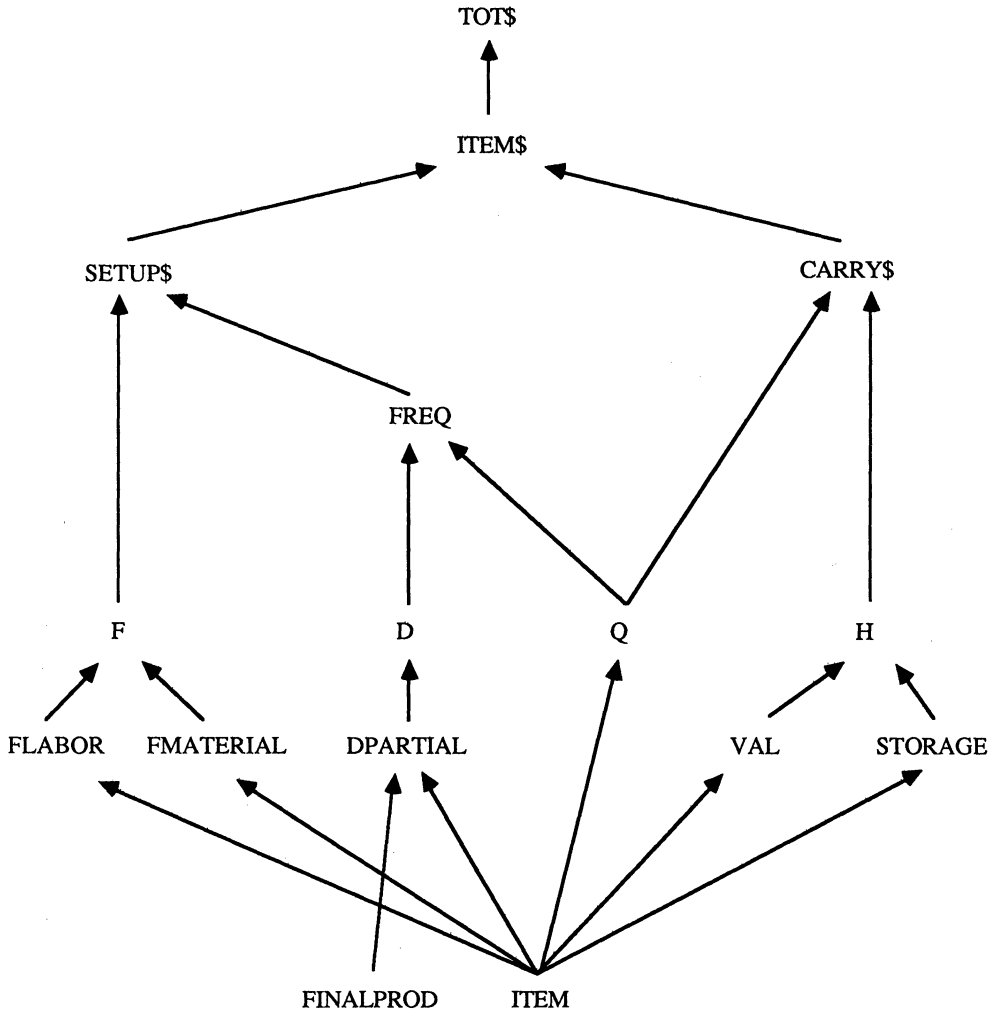 TOT$
ITEM$
SETUP$ CARRY$
FREQ
F D Q H
FLABOR FMATERIAL DPARTIAL VAL STORAGE
FINALPROD ITEM